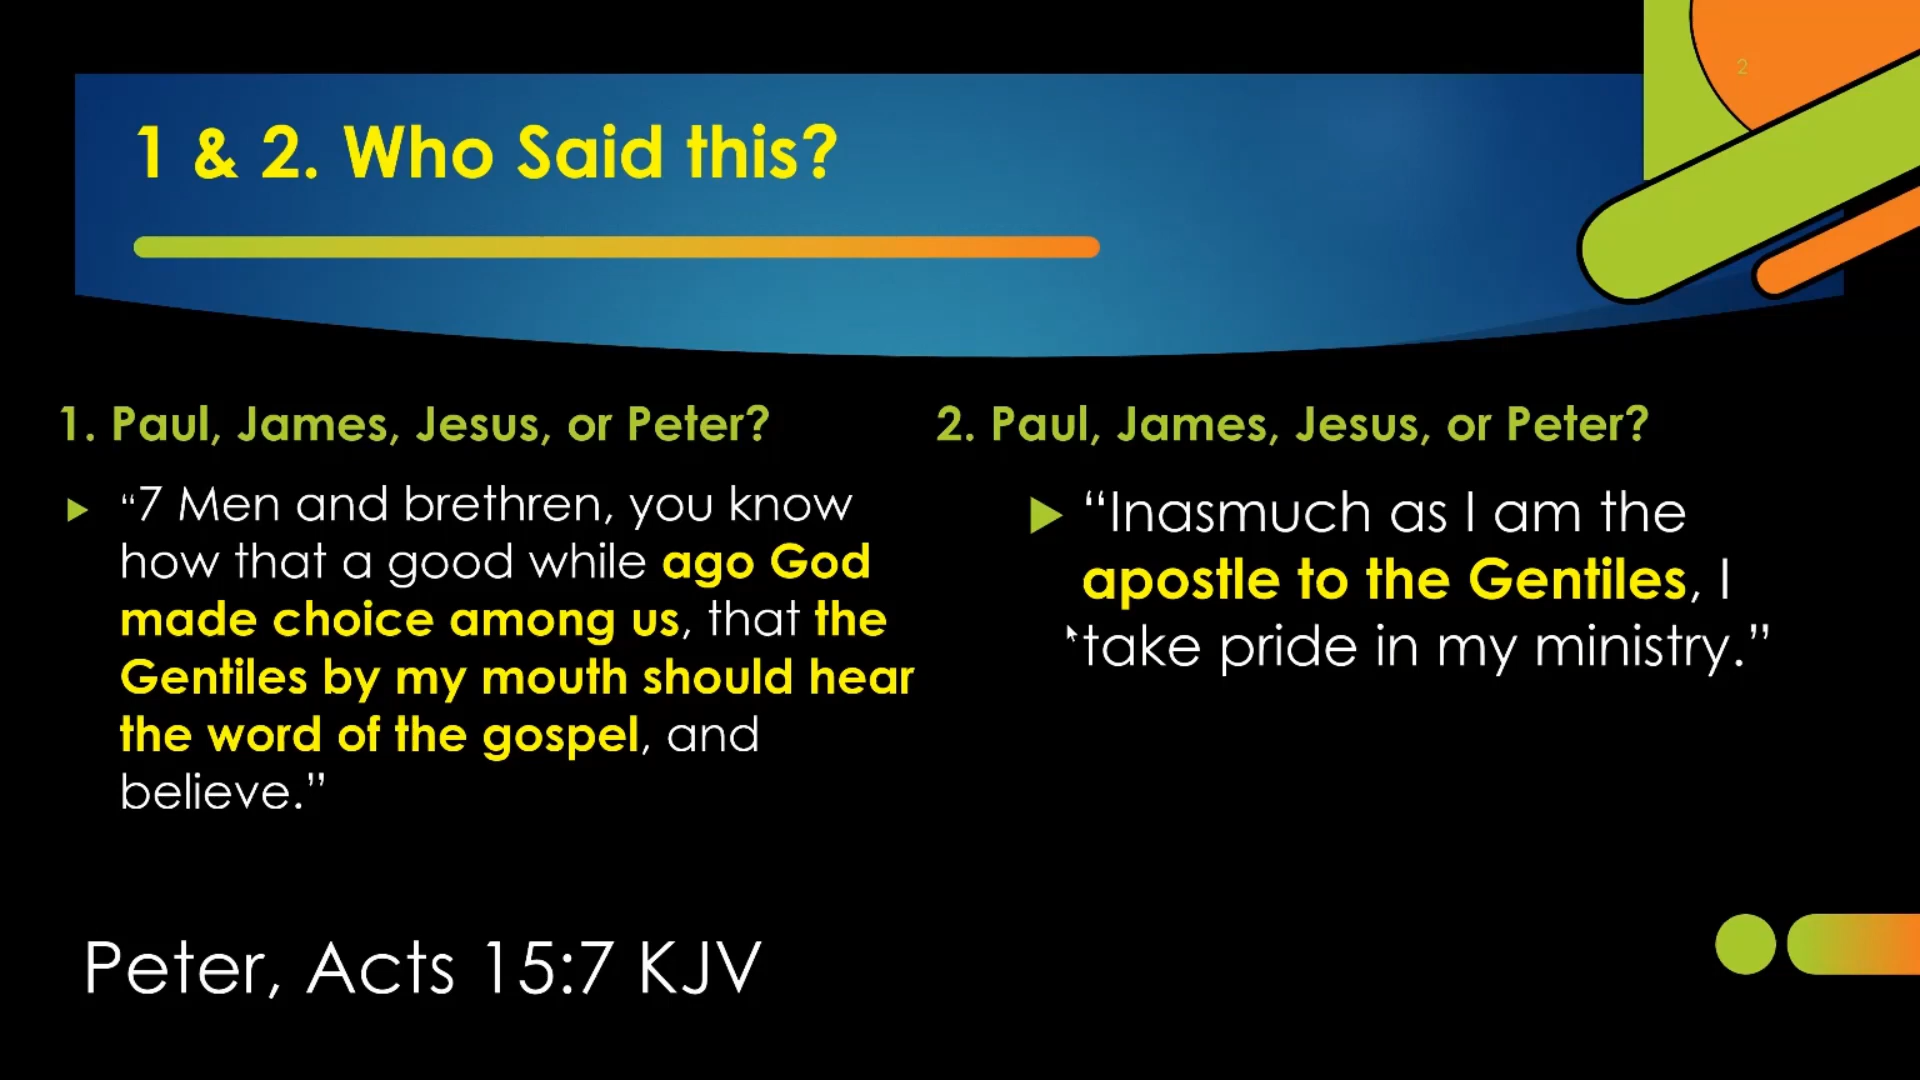 2
1 & 2. Who Said this?
1. Paul, James, Jesus, or Peter?
“7 Men and brethren, you know
how that a good while ago God
made choice among us, that the
Gentiles by my mouth should hear
the word of the gospel, and
believe.”
Peter, Acts 15:7 KJV
2. Paul, James, Jesus, or Peter?
“Inasmuch as I am the
apostle to the Gentiles, I
take pride in my ministry.”